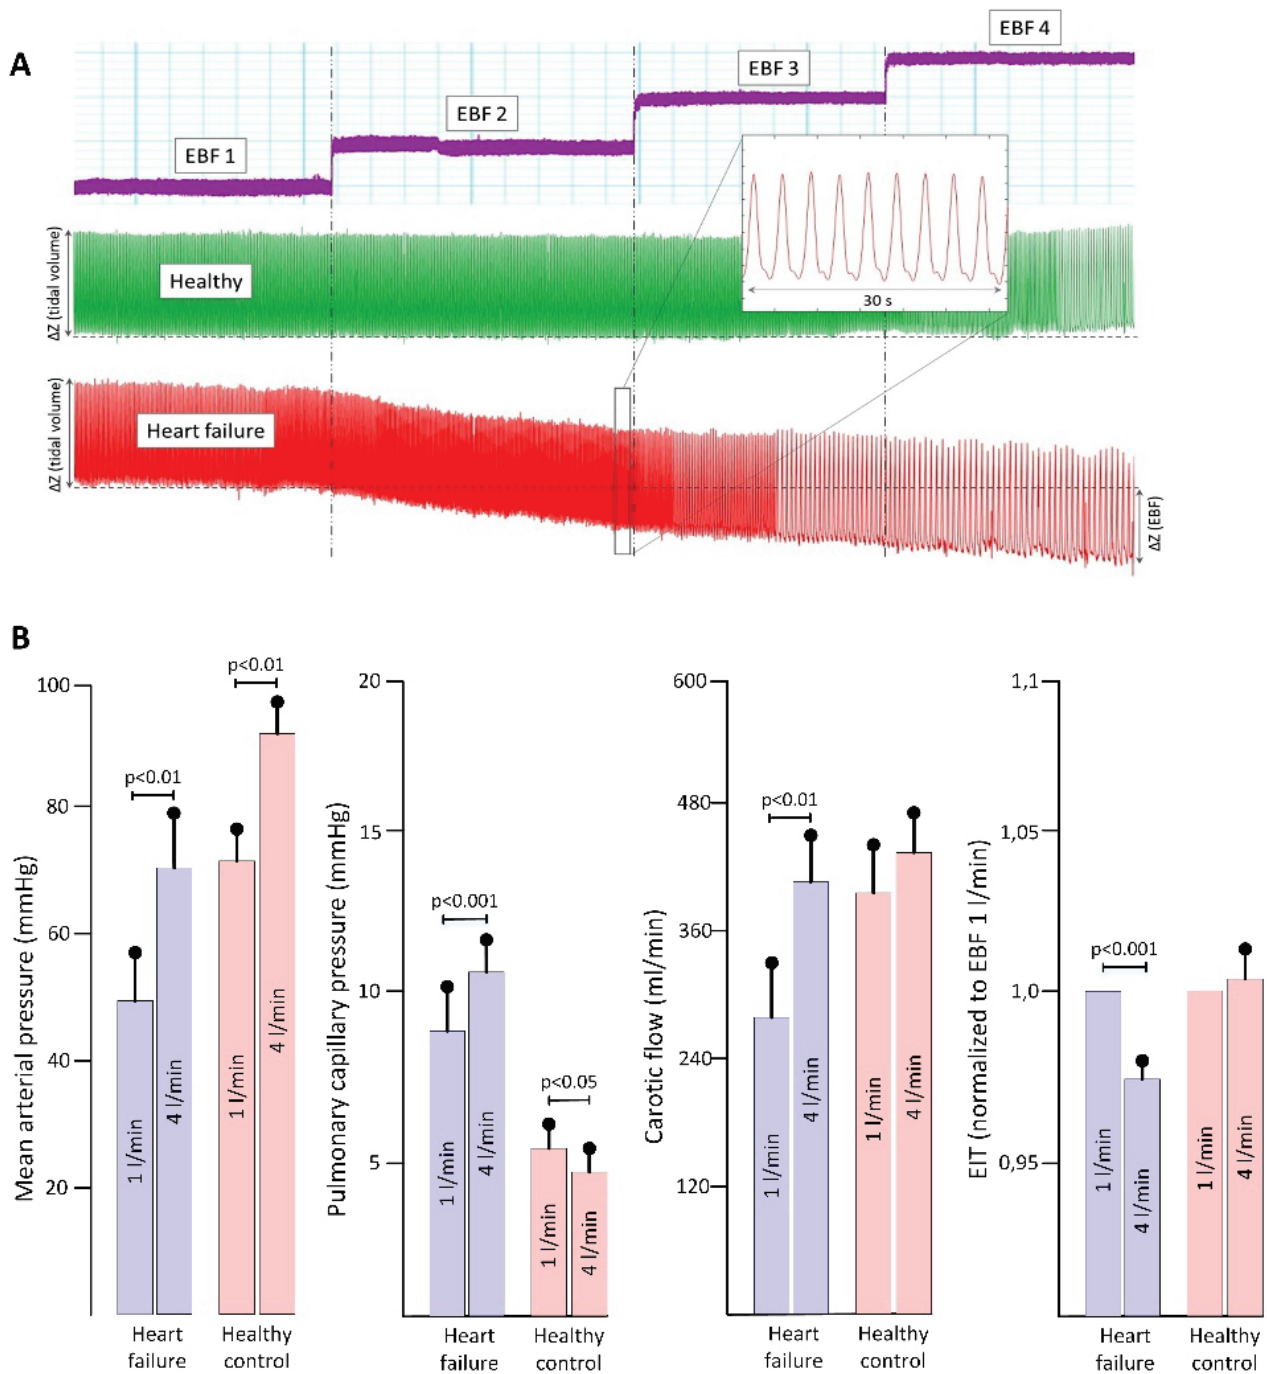 A
EBF 1
EBF 2
EBF 3
EBF 4
ΔZ (tidal volume)
Healthy
30 s
ΔZ (tidal volume)
Heart failure
ΔZ (EBF)
B
Mean arterial pressure (mmHg)
100
80
60
40
20
p<0.01
p<0.01
1 l/min
4 l/min
1 l/min
4 l/min
Heart
failure
Healthy
control
Pulmonary capillary pressure (mmHg)
20
15
10
5
p<0.001
p<0.05
1 l/min
4 l/min
1 l/min
4 l/min
Heart
failure
Healthy
control
Carotic flow (ml/min)
600
480
360
240
120
p<0.01
1 l/min
4 l/min
1 l/min
4 l/min
Heart
failure
Healthy
control
EIT (normalized to EBF 1 l/min)
1,1
1,05
1,0
0,95
p<0.001
1 l/min
4 l/min
1 l/min
4 l/min
Heart
failure
Healthy
control